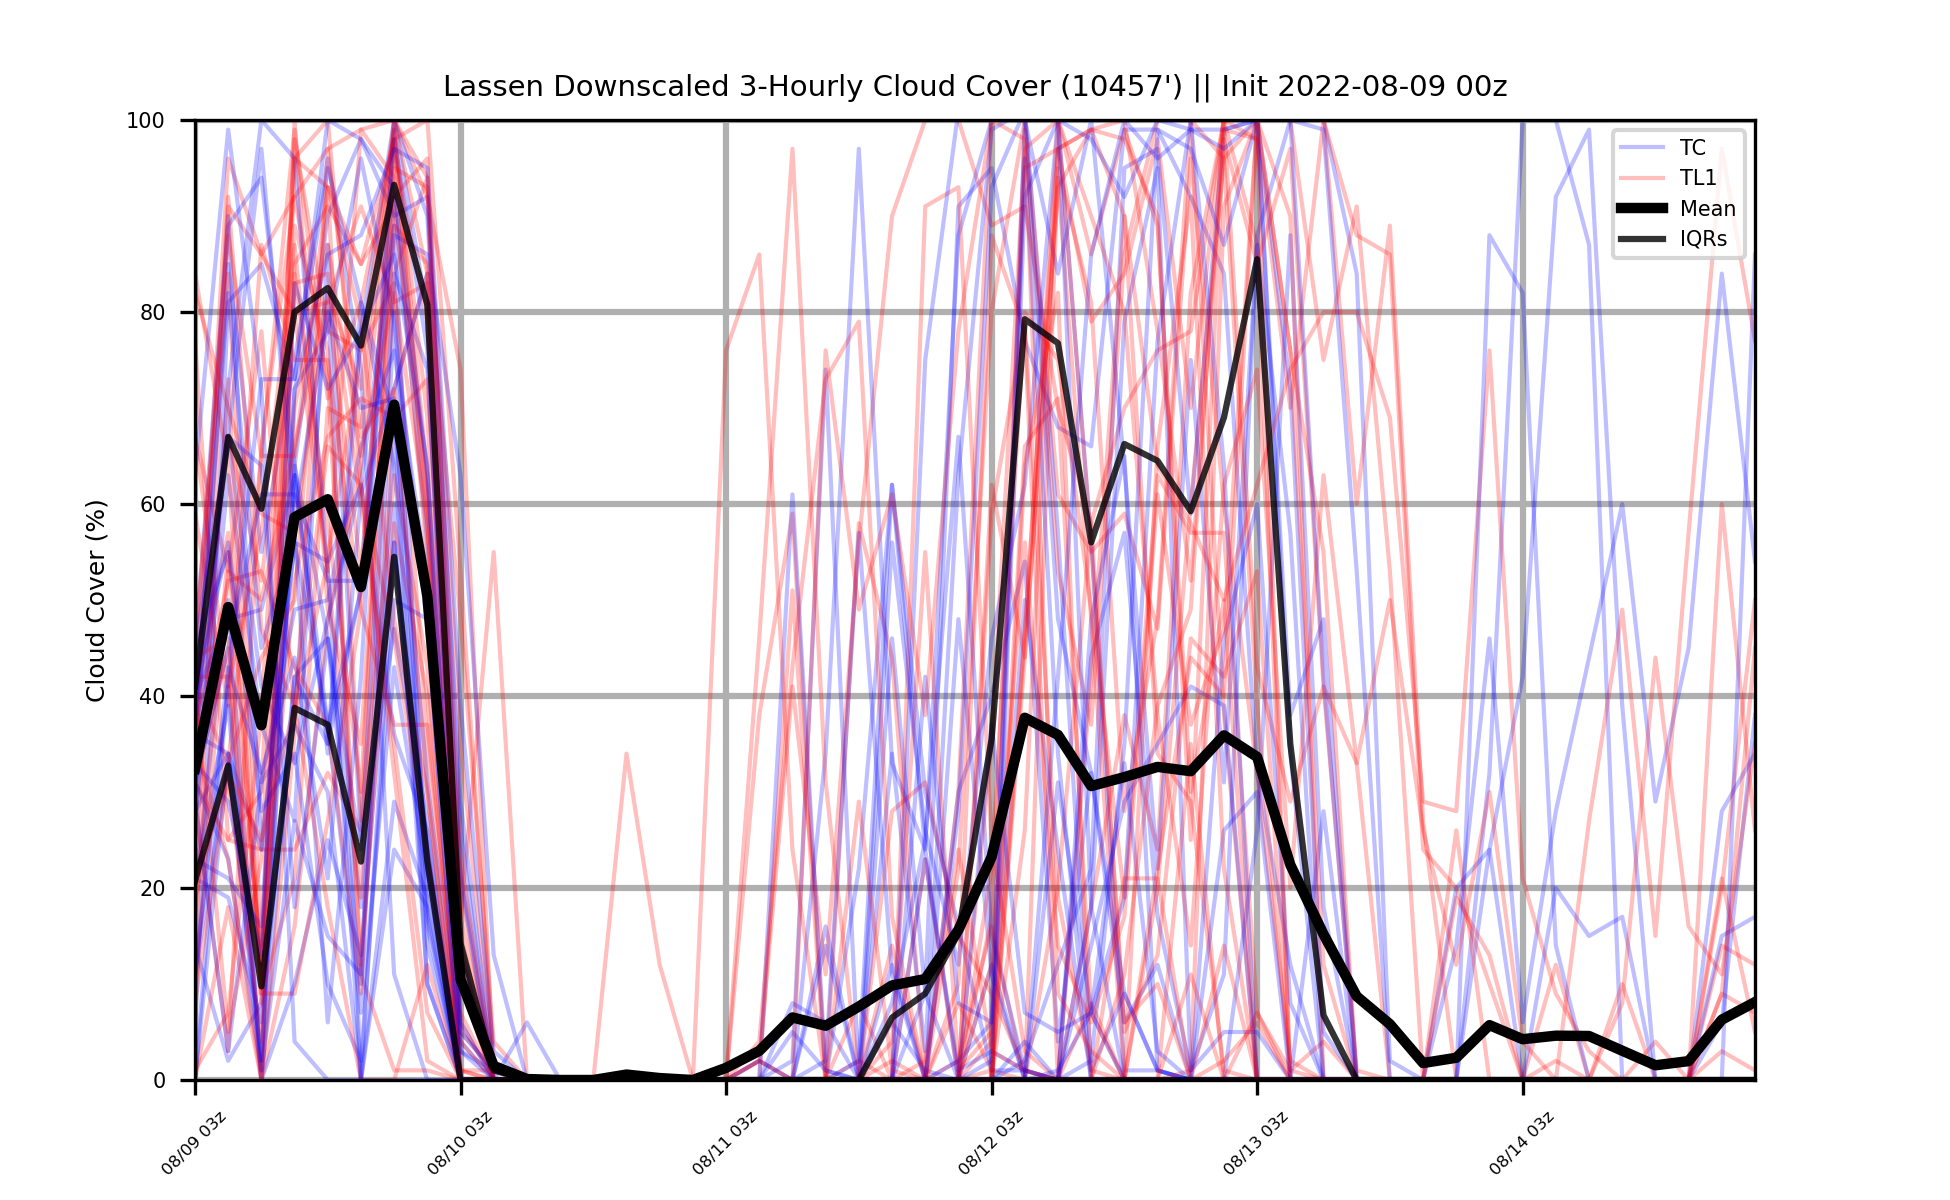 Lassen Downscaled 3-Hourly Cloud Cover (10457') || Init 2022-08-09 00z
100
80
60
40
20
0
Cloud Cover (%)
TC
TL1
Mean
IQRs
08/09 03z
08/10 03z
08/11 03z
08/12 03z
08/13 03z
08/14 03z